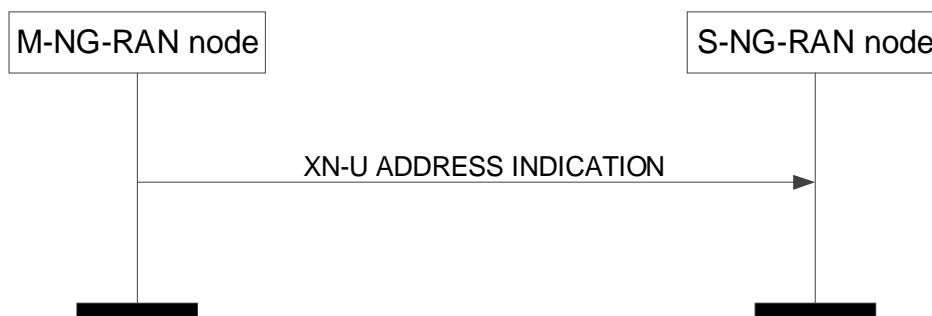 M-NG-RAN node
S-NG-RAN node
XN-U ADDRESS INDICATION